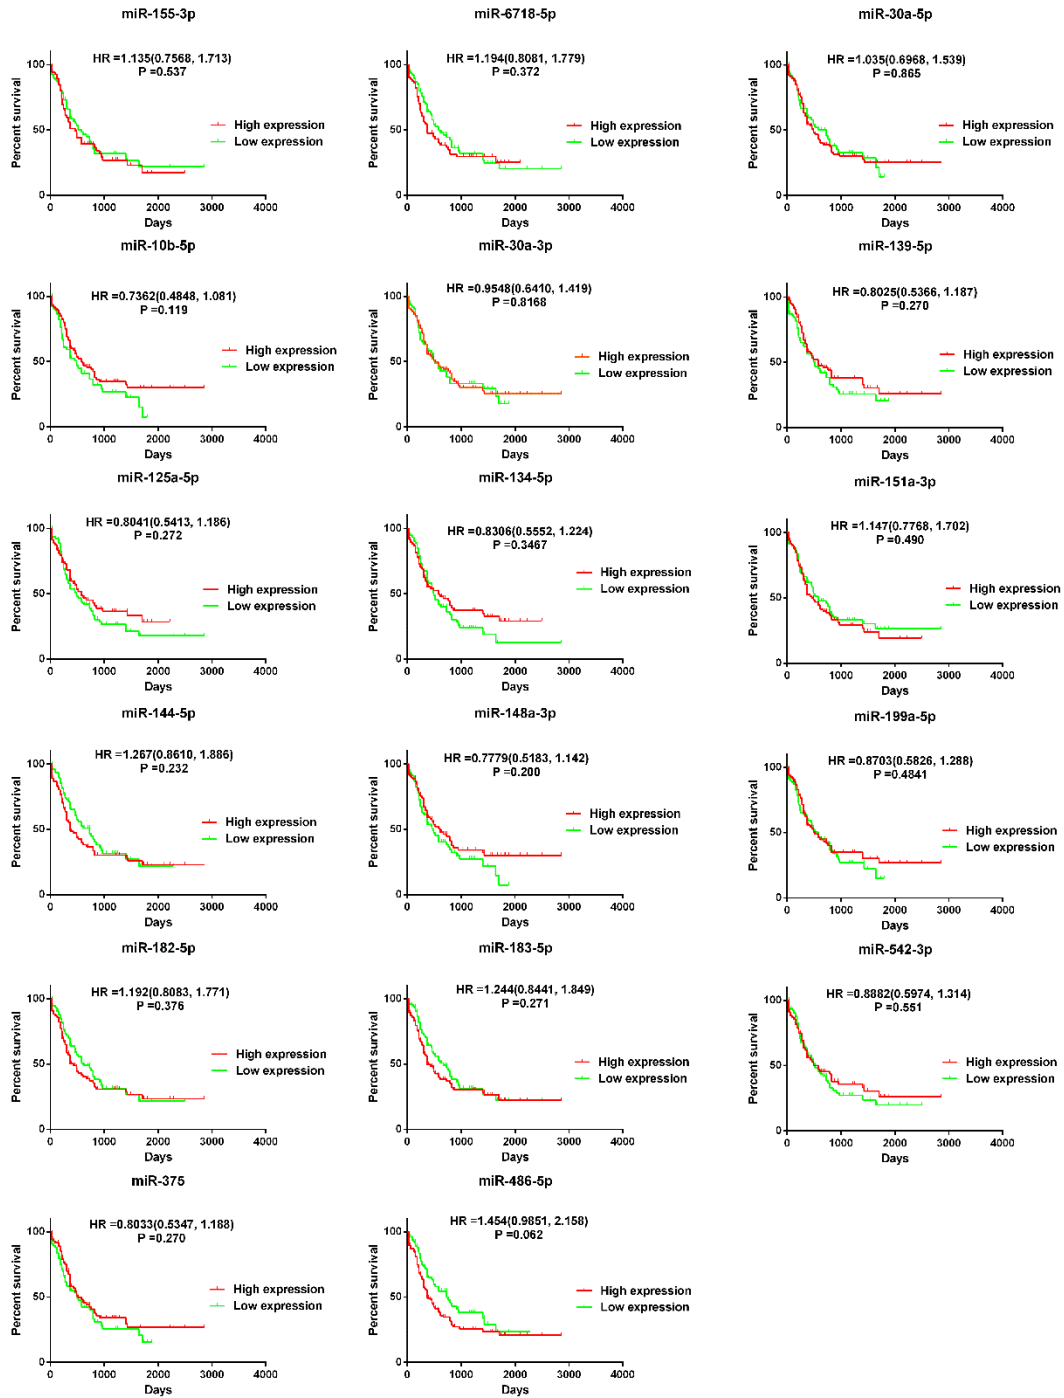 miR-155-3p
HR =1.135(0.7568, 1.713)
P =0.537
Percent survival
100
50
0
High expression
Low expression
0 1000 2000 3000 4000
Days
miR-6718-5p
HR =1.194(0.8081, 1.779)
P =0.372
Percent survival
100
50
0
High expression
Low expression
0 1000 2000 3000 4000
Days
miR-30a-5p
HR =1.035(0.6968, 1.539)
P =0.865
Percent survival
100
50
0
High expression
Low expression
0 1000 2000 3000 4000
Days
miR-10b-5p
HR =0.7362(0.4848, 1.081)
P =0.119
Percent survival
100
50
0
High expression
Low expression
0 1000 2000 3000 4000
Days
miR-30a-3p
HR =0.9548(0.6410, 1.419)
P =0.8168
Percent survival
100
50
0
High expression
Low expression
0 1000 2000 3000 4000
Days
miR-139-5p
HR =0.8025(0.5366, 1.187)
P =0.270
Percent survival
100
50
0
High expression
Low expression
0 1000 2000 3000 4000
Days
miR-125a-5p
HR =0.8041(0.5413, 1.186)
P =0.272
Percent survival
100
50
0
High expression
Low expression
0 1000 2000 3000 4000
Days
miR-134-5p
HR =0.8306(0.5552, 1.224)
P =0.3467
Percent survival
100
50
0
High expression
Low expression
0 1000 2000 3000 4000
Days
miR-151a-3p
HR =1.147(0.7768, 1.702)
P =0.490
Percent survival
100
50
0
High expression
Low expression
0 1000 2000 3000 4000
Days
miR-144-5p
HR =1.267(0.8610, 1.886)
P =0.232
Percent survival
100
50
0
High expression
Low expression
0 1000 2000 3000 4000
Days
miR-148a-3p
HR =0.7779(0.5183, 1.142)
P =0.200
Percent survival
100
50
0
High expression
Low expression
0 1000 2000 3000 4000
Days
miR-199a-5p
HR =0.8703(0.5826, 1.288)
P =0.4841
Percent survival
100
50
0
High expression
Low expression
0 1000 2000 3000 4000
Days
miR-182-5p
HR =1.192(0.8083, 1.771)
P =0.376
Percent survival
100
50
0
High expression
Low expression
0 1000 2000 3000 4000
Days
miR-183-5p
HR =1.244(0.8441, 1.849)
P =0.271
Percent survival
100
50
0
High expression
Low expression
0 1000 2000 3000 4000
Days
miR-542-3p
HR =0.8882(0.5974, 1.314)
P =0.551
Percent survival
100
50
0
High expression
Low expression
0 1000 2000 3000 4000
Days
miR-375
HR =0.8033(0.5347, 1.188)
P =0.270
Percent survival
100
50
0
High expression
Low expression
0 1000 2000 3000 4000
Days
miR-486-5p
HR =1.454(0.9851, 2.158)
P =0.062
Percent survival
100
50
0
High expression
Low expression
0 1000 2000 3000 4000
Days